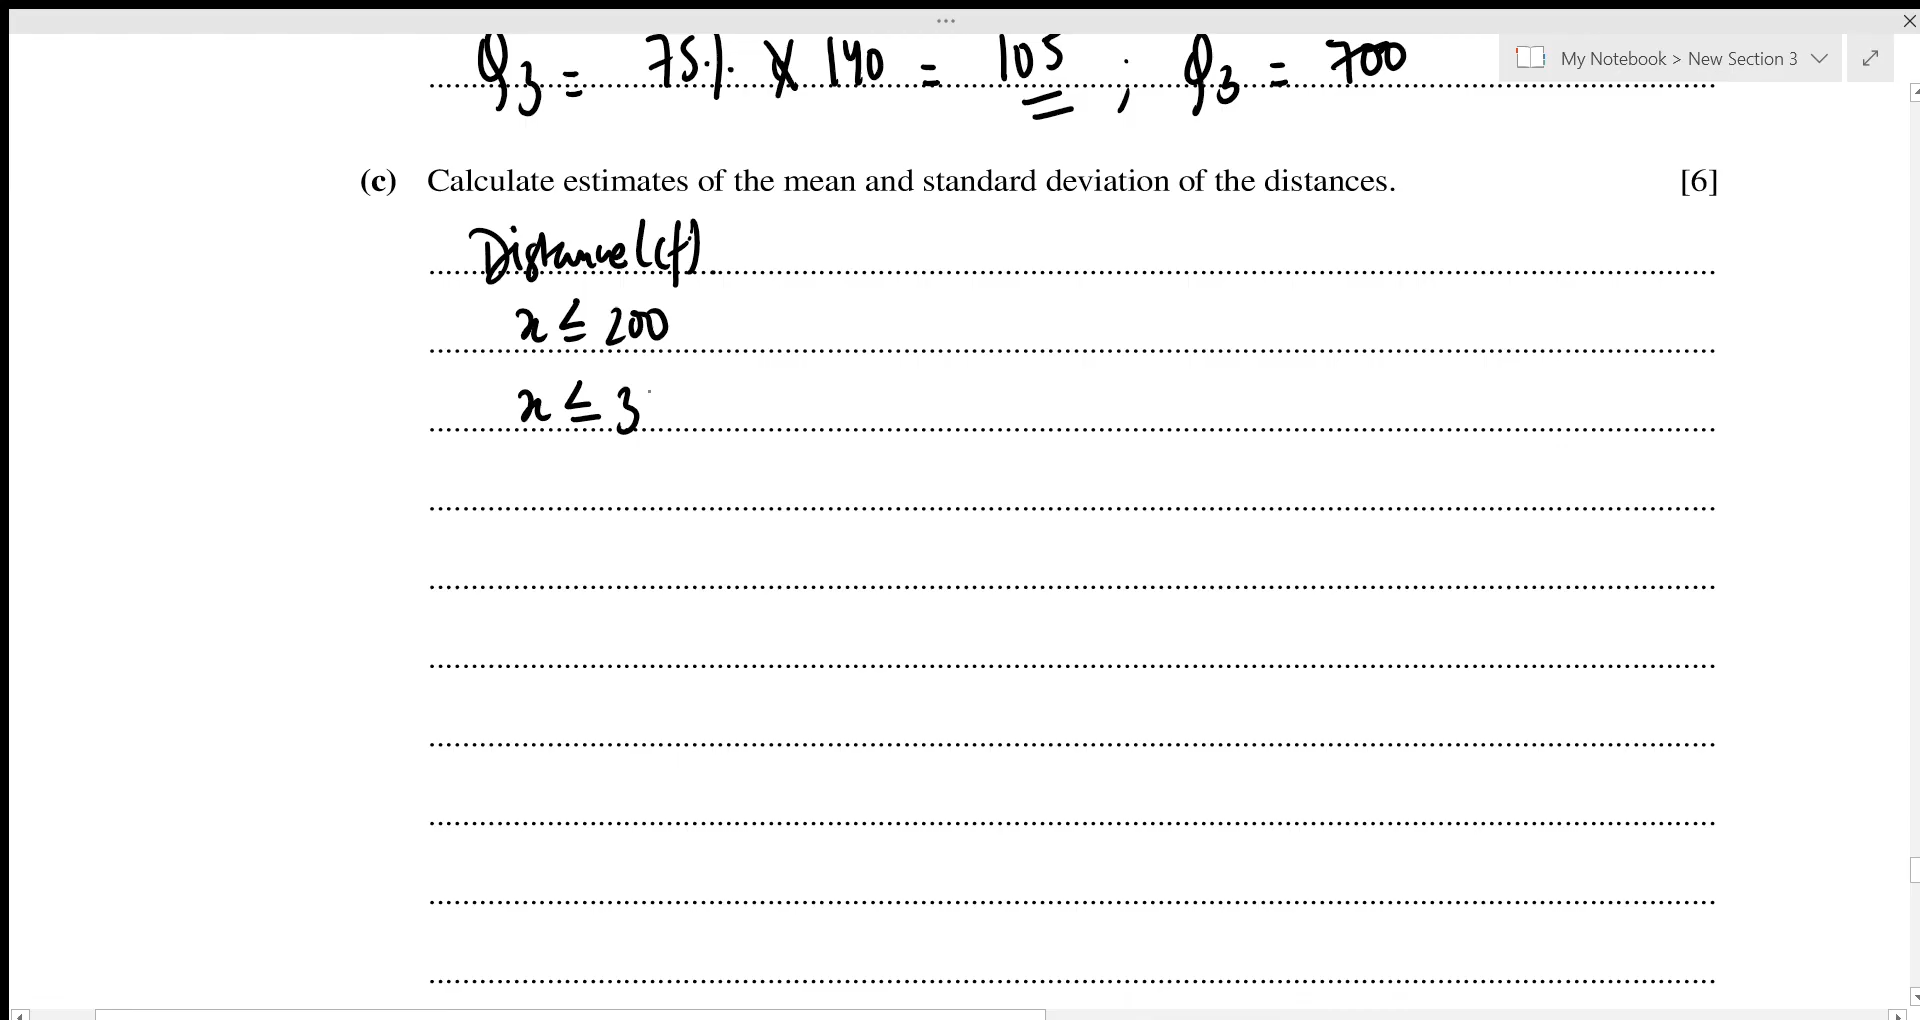 ...
Q3 = 75% x 140 = 105 ; Q3 = 700
My Notebook > New Section 3
(c) Calculate estimates of the mean and standard deviation of the distances. [6]
Distance (cf)
x ≤ 200
x ≤ 3